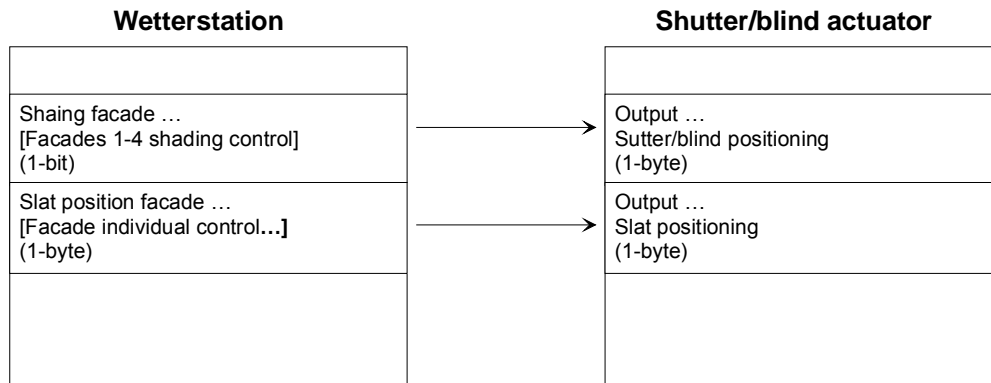 Wetterstation
Shutter/blind actuator
Shaing facade …
[Facades 1-4 shading control]
(1-bit)
Output …
Sutter/blind positioning
(1-byte)
Slat position facade …
[Facade individual control…]
(1-byte)
Output …
Slat positioning
(1-byte)